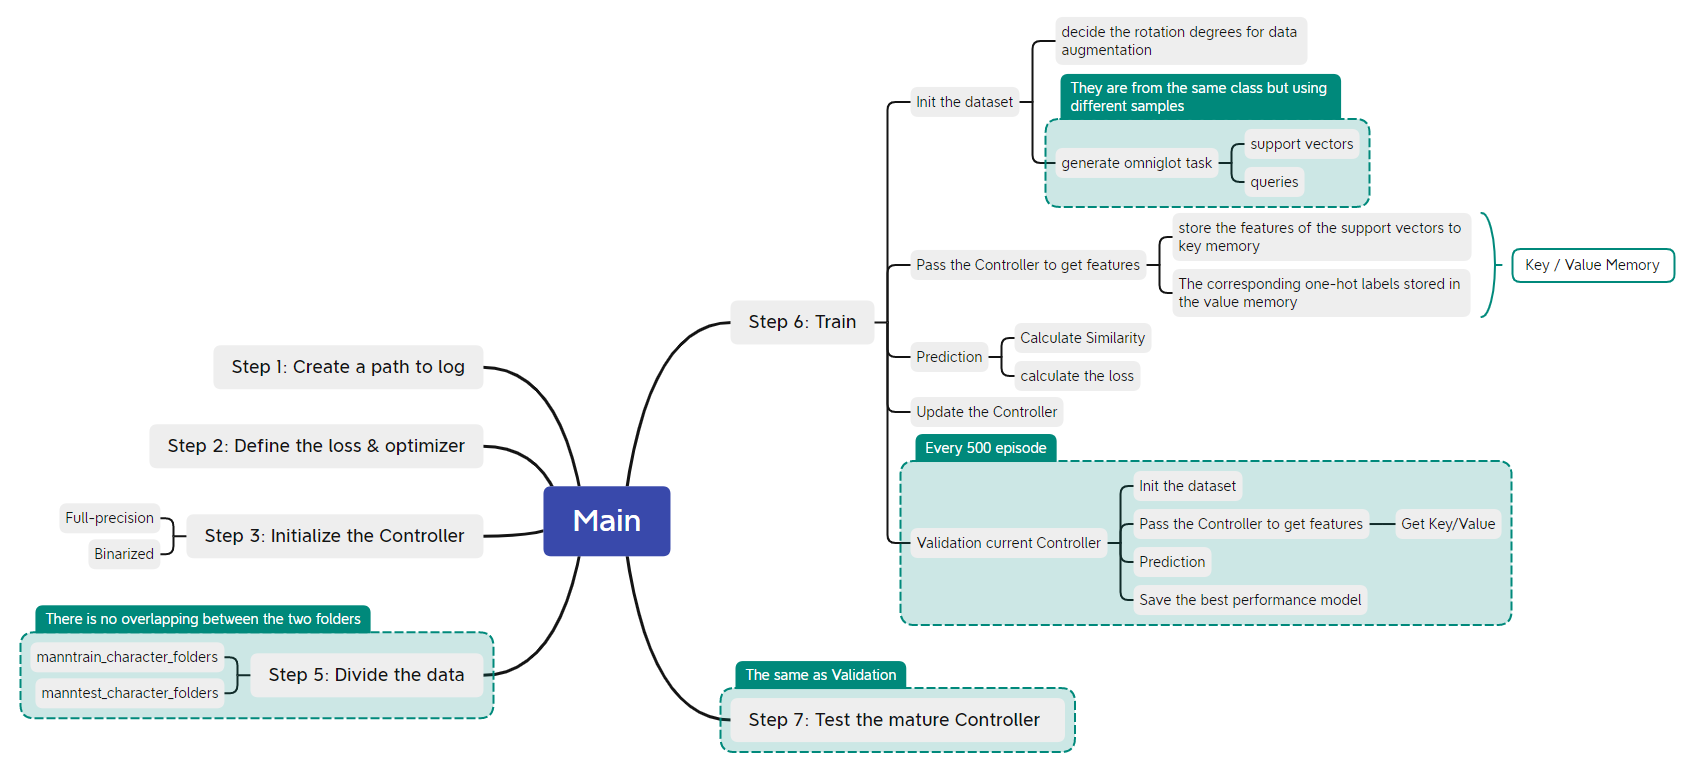 Main
Step 1: Create a path to log
Step 2: Define the loss & optimizer
Step 3: Initialize the Controller
Full-precision
Binarized
There is no overlapping between the two folders
Step 5: Divide the data
manntrain_character_folders
manntest_character_folders
Step 6: Train
Init the dataset
decide the rotation degrees for data
augmentation
They are from the same class but using
different samples
generate omniglot task
support vectors
queries
Pass the Controller to get features
store the features of the support vectors to
key memory
The corresponding one-hot labels stored in
the value memory
Key / Value Memory
Prediction
Calculate Similarity
calculate the loss
Update the Controller
Every 500 episode
Validation current Controller
Init the dataset
Pass the Controller to get features
Get Key/Value
Prediction
Save the best performance model
The same as Validation
Step 7: Test the mature Controller